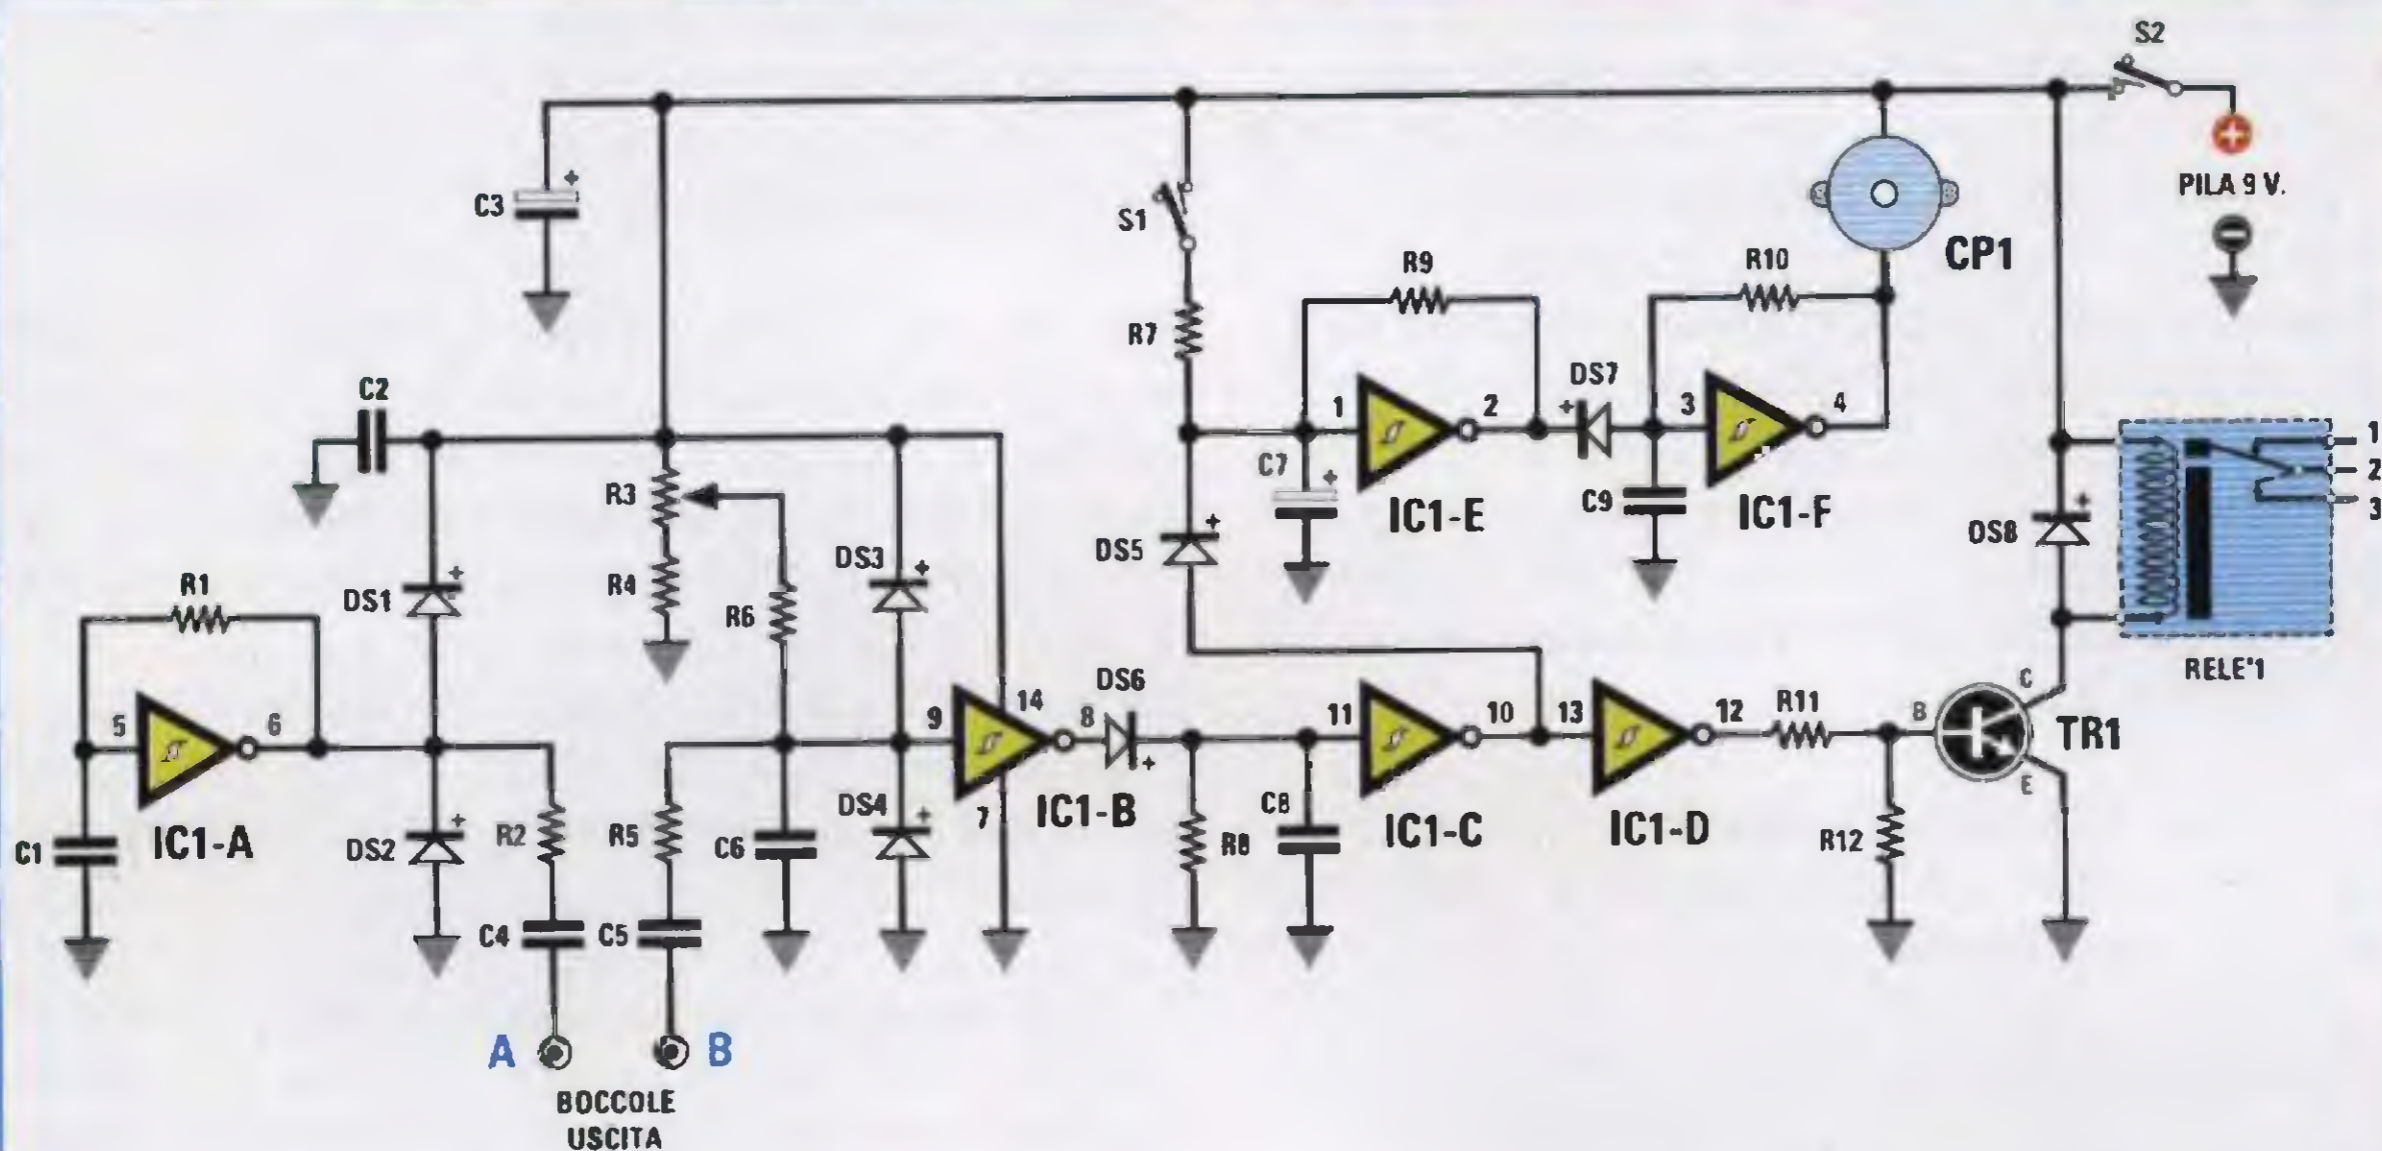 S2
+
PILA 9 V.
-
C3
+
S1
R7
R9
R10
CP1
C2
1
2
DS7
+
3
4
C7
+
IC1-E
C9
IC1-F
1
2
3
+
DS8
RELE'1
R3
R4
R6
DS3
+
DS5
+
R1
DS1
+
5
6
IC1-A
C1
DS2
+
R2
R5
C6
DS4
+
9
14
7
IC1-B
8
DS6
+
11
10
IC1-C
R8
C8
13
12
IC1-D
R11
R12
B
C
E
TR1
C4
C5
A
B
BOCCOLE
USCITA